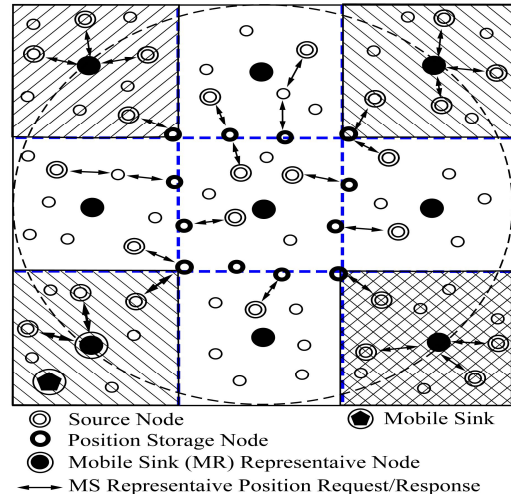 Source Node
Mobile Sink
Position Storage Node
Mobile Sink (MR) Representaive Node
MS Representaive Position Request/Response